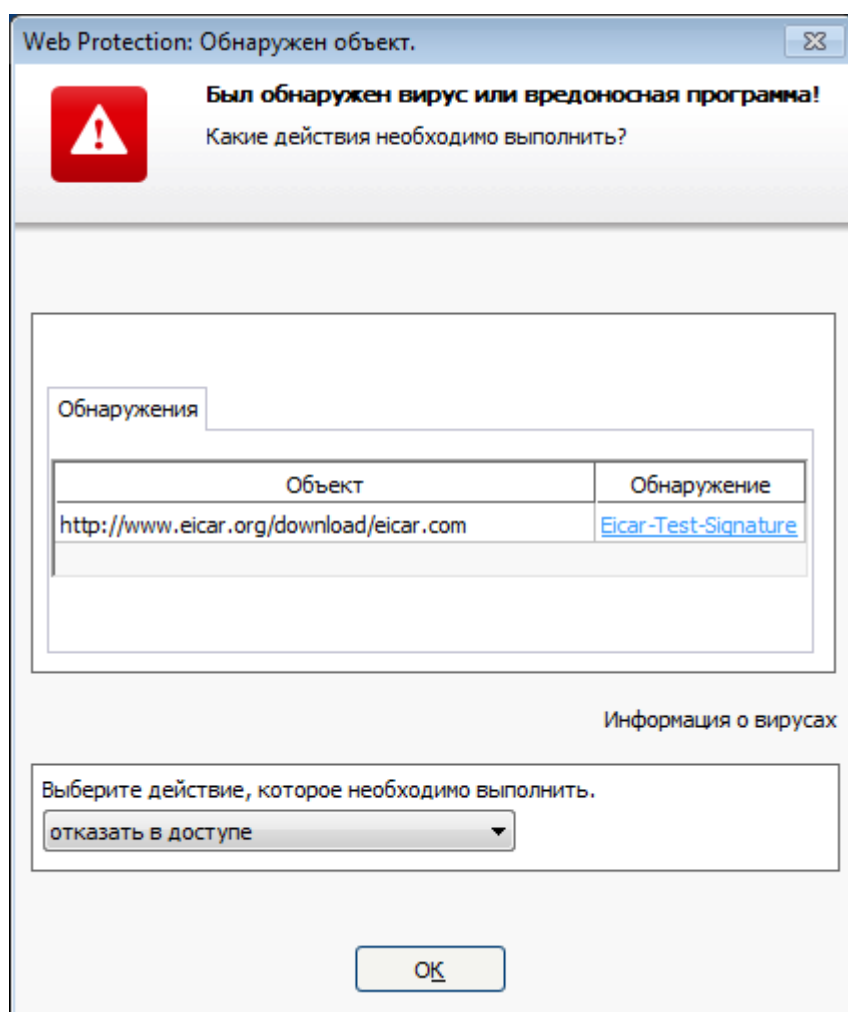 Web Protection: Обнаружен объект.
Был обнаружен вирус или вредоносная программа!
Какие действия необходимо выполнить?
Обнаружения
Объект Обнаружение
http://www.eicar.org/download/eicar.com Eicar-Test-Signature
Информация о вирусах
Выберите действие, которое необходимо выполнить.
отказать в доступе
OK